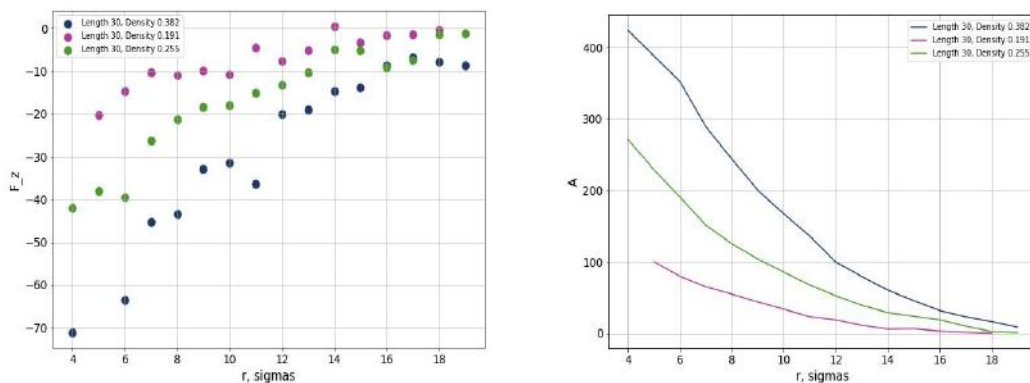 Length 30, Density 0.382
Length 30, Density 0.191
Length 30, Density 0.255
0
−10
−20
−30
−40
−50
−60
−70
F_z
4
6
8
10
12
14
16
18
r, sigmas
Length 30, Density 0.382
Length 30, Density 0.191
Length 30, Density 0.255
400
300
200
100
0
A
4
6
8
10
12
14
16
18
r, sigmas